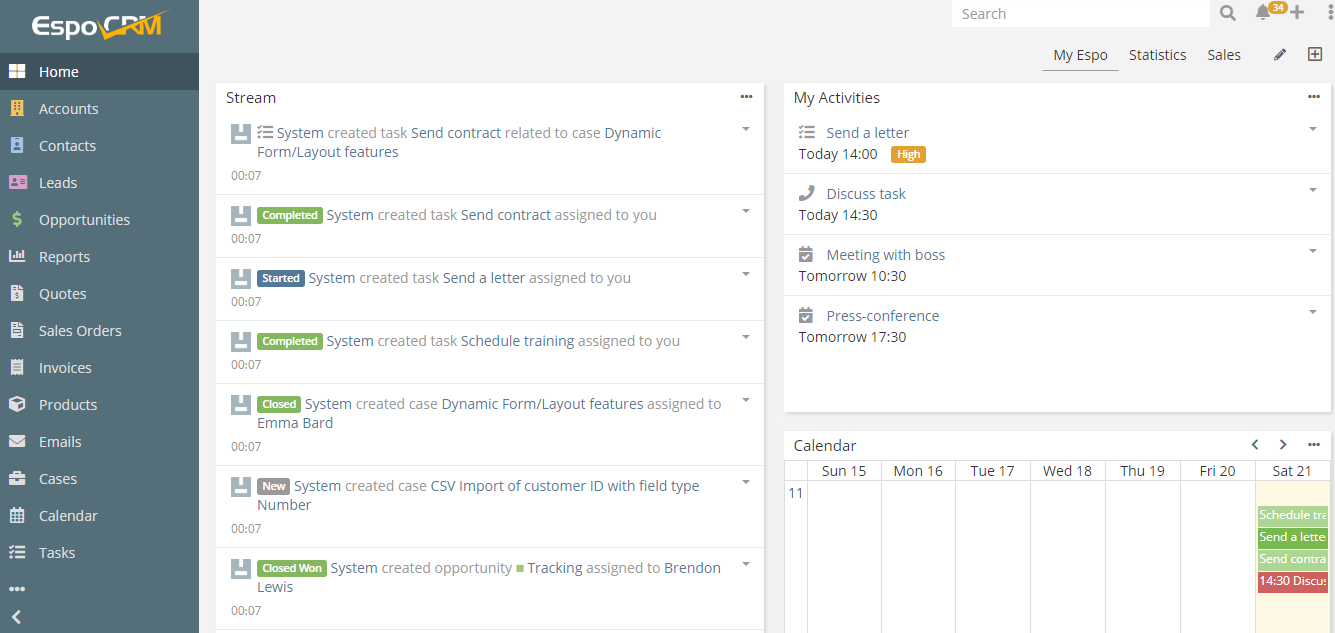 EspoCRM
Search
34
My Espo
Statistics
Sales
Home
Accounts
Contacts
Leads
Opportunities
Reports
Quotes
Sales Orders
Invoices
Products
Emails
Cases
Calendar
Tasks
Stream
System created task Send contract related to case Dynamic
Form/Layout features
00:07
Completed System created task Send contract assigned to you
00:07
Started System created task Send a letter assigned to you
00:07
Completed System created task Schedule training assigned to you
00:07
Closed System created case Dynamic Form/Layout features assigned to
Emma Bard
00:07
New System created case CSV Import of customer ID with field type
Number
00:07
Closed Won System created opportunity Tracking assigned to Brendon
Lewis
00:07
My Activities
Send a letter
Today 14:00 High
Discuss task
Today 14:30
Meeting with boss
Tomorrow 10:30
Press-conference
Tomorrow 17:30
Calendar
Sun 15 Mon 16 Tue 17 Wed 18 Thu 19 Fri 20 Sat 21
11
Schedule tra
Send a lette
Send contra
14:30 Discus